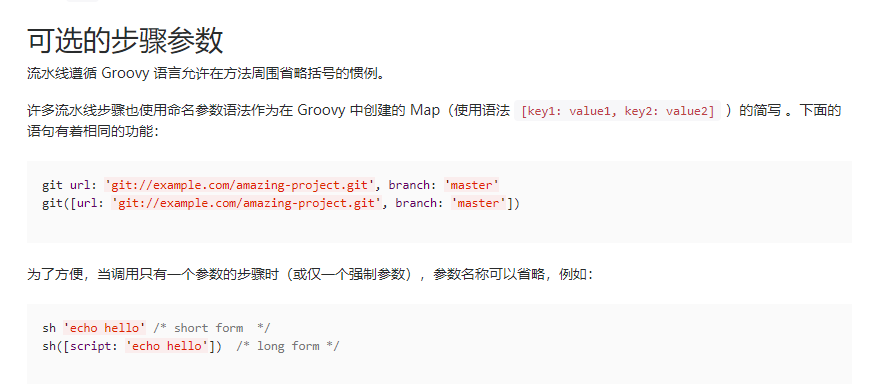 可选的步骤参数
流水线遵循 Groovy 语言允许在方法周围省略括号的惯例。
许多流水线步骤也使用命名参数语法作为在 Groovy 中创建的 Map（使用语法 [key1: value1, key2: value2] ）的简写 。下面的
语句有着相同的功能：
git url: 'git://example.com/amazing-project.git', branch: 'master'
git([url: 'git://example.com/amazing-project.git', branch: 'master'])
为了方便，当调用只有一个参数的步骤时（或仅一个强制参数），参数名称可以省略，例如：
sh 'echo hello' /* short form  */
sh([script: 'echo hello'])  /* long form */